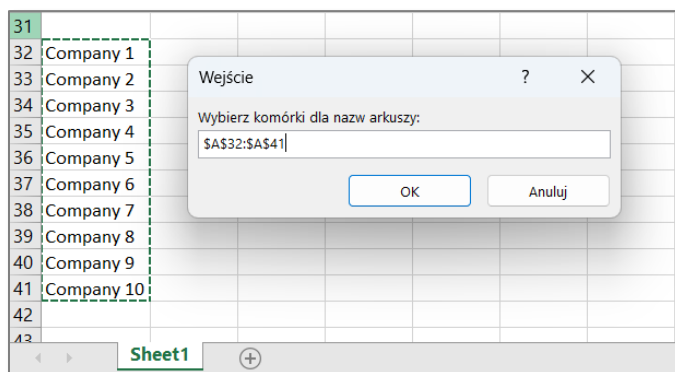 31
32 Company 1
33 Company 2
34 Company 3
35 Company 4
36 Company 5
37 Company 6
38 Company 7
39 Company 8
40 Company 9
41 Company 10
42
43
Wejście ? ✕
Wybierz komórki dla nazw arkuszy:
$A$32:$A$41
OK Anuluj
Sheet1